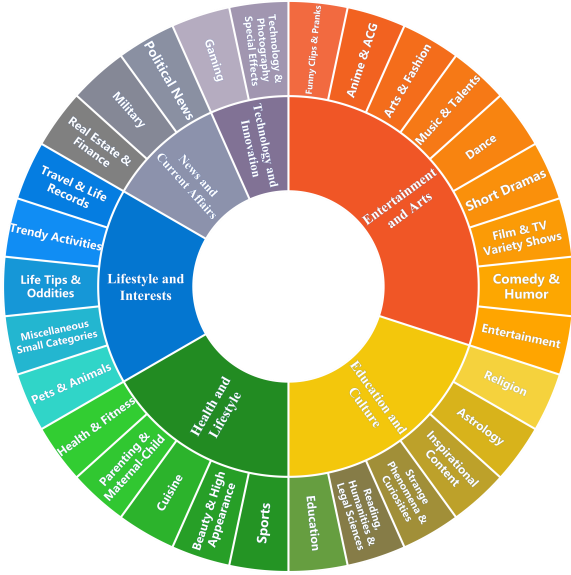 Entertainment
and Arts
Education and
Culture
Health and
Lifestyle
Lifestyle and
Interests
News and
Current Affairs
Technology and
Innovation
Funny Clips & Pranks
Anime & ACG
Arts & Fashion
Music & Talents
Dance
Short Dramas
Film & TV
Variety Shows
Comedy &
Humor
Entertainment
Religion
Astrology
Inspirational
Content
Strange
Phenomena &
Curiosities
Reading,
Humanities &
Legal Sciences
Education
Sports
Beauty & High
Appearance
Cuisine
Parenting &
Maternal-Child
Health & Fitness
Pets & Animals
Miscellaneous
Small Categories
Life Tips &
Oddities
Trendy Activities
Travel & Life
Records
Real Estate &
Finance
Military
Political News
Gaming
Technology &
Photography
Special Effects